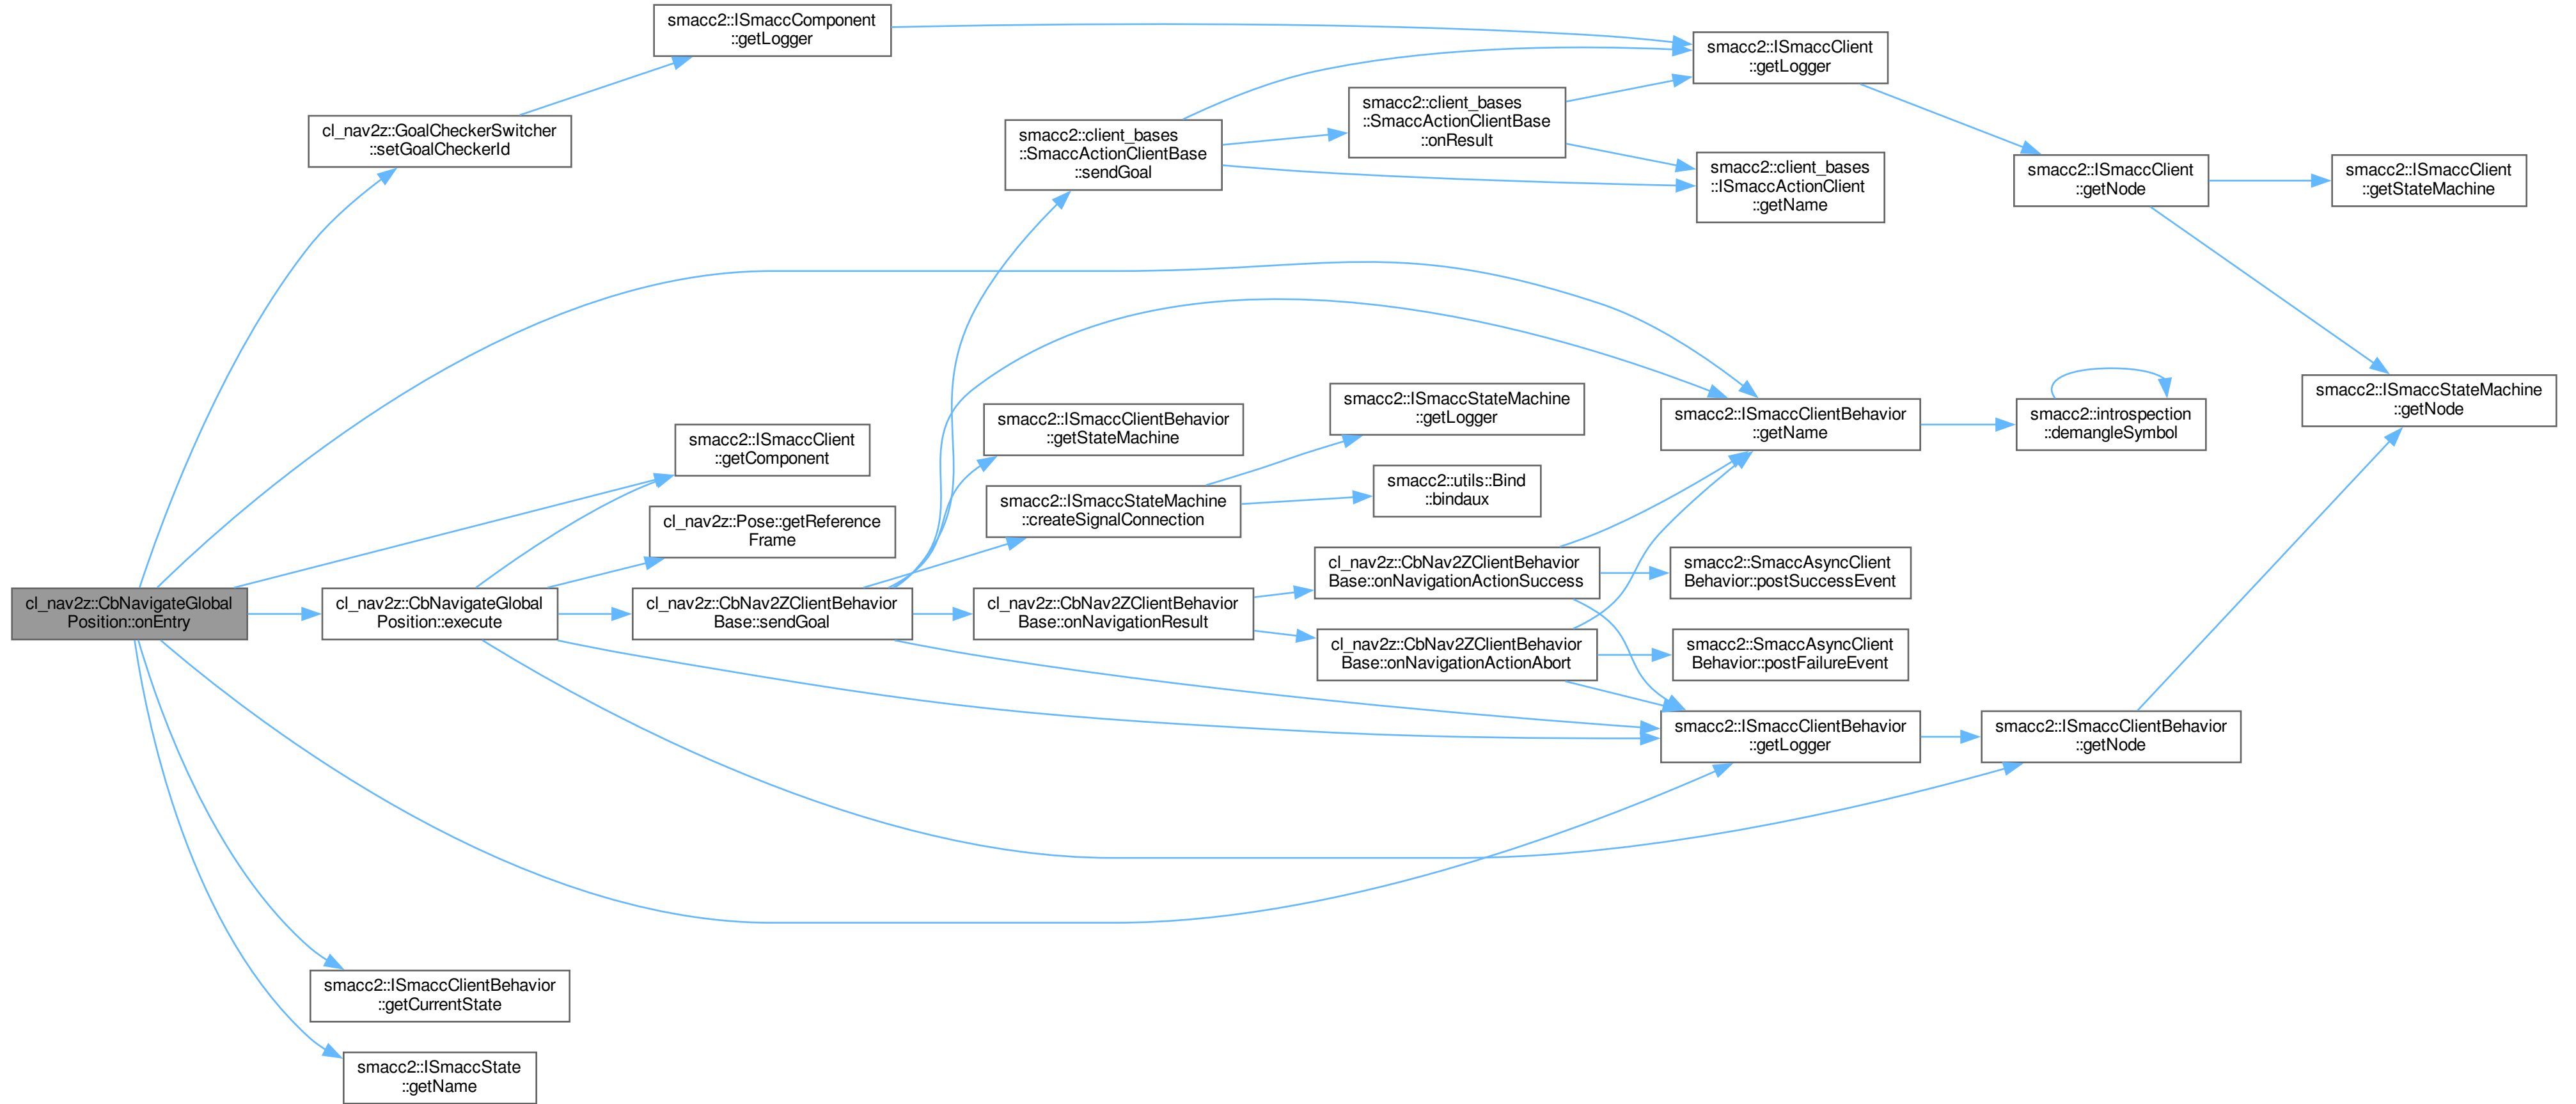 smacc2::ISmaccComponent
::getLogger
smacc2::ISmaccClient
::getLogger
cl_nav2z::GoalCheckerSwitcher
::setGoalCheckerId
smacc2::client_bases
::SmaccActionClientBase
::sendGoal
smacc2::client_bases
::SmaccActionClientBase
::onResult
smacc2::client_bases
::ISmaccActionClient
::getName
smacc2::ISmaccClient
::getNode
smacc2::ISmaccClient
::getStateMachine
smacc2::ISmaccStateMachine
::getNode
smacc2::ISmaccStateMachine
::getLogger
smacc2::ISmaccClientBehavior
::getStateMachine
smacc2::ISmaccClientBehavior
::getName
smacc2::introspection
::demangleSymbol
smacc2::ISmaccClient
::getComponent
smacc2::ISmaccStateMachine
::createSignalConnection
smacc2::utils::Bind
::bindaux
cl_nav2z::Pose::getReference
Frame
cl_nav2z::CbNav2ZClientBehavior
Base::onNavigationActionSuccess
smacc2::SmaccAsyncClient
Behavior::postSuccessEvent
cl_nav2z::CbNavigateGlobal
Position::onEntry
cl_nav2z::CbNavigateGlobal
Position::execute
cl_nav2z::CbNav2ZClientBehavior
Base::sendGoal
cl_nav2z::CbNav2ZClientBehavior
Base::onNavigationResult
cl_nav2z::CbNav2ZClientBehavior
Base::onNavigationActionAbort
smacc2::SmaccAsyncClient
Behavior::postFailureEvent
smacc2::ISmaccClientBehavior
::getLogger
smacc2::ISmaccClientBehavior
::getNode
smacc2::ISmaccClientBehavior
::getCurrentState
smacc2::ISmaccState
::getName